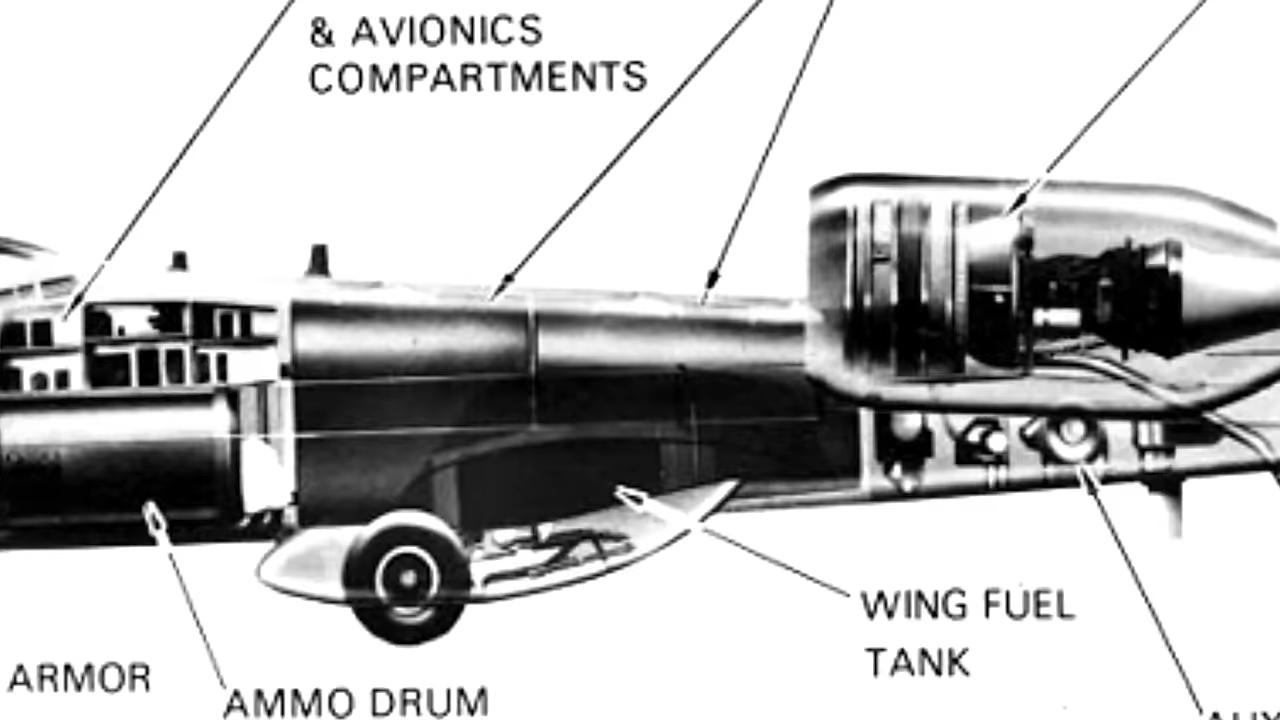 & AVIONICS
COMPARTMENTS
WING FUEL
TANK
ARMOR
AMMO DRUM